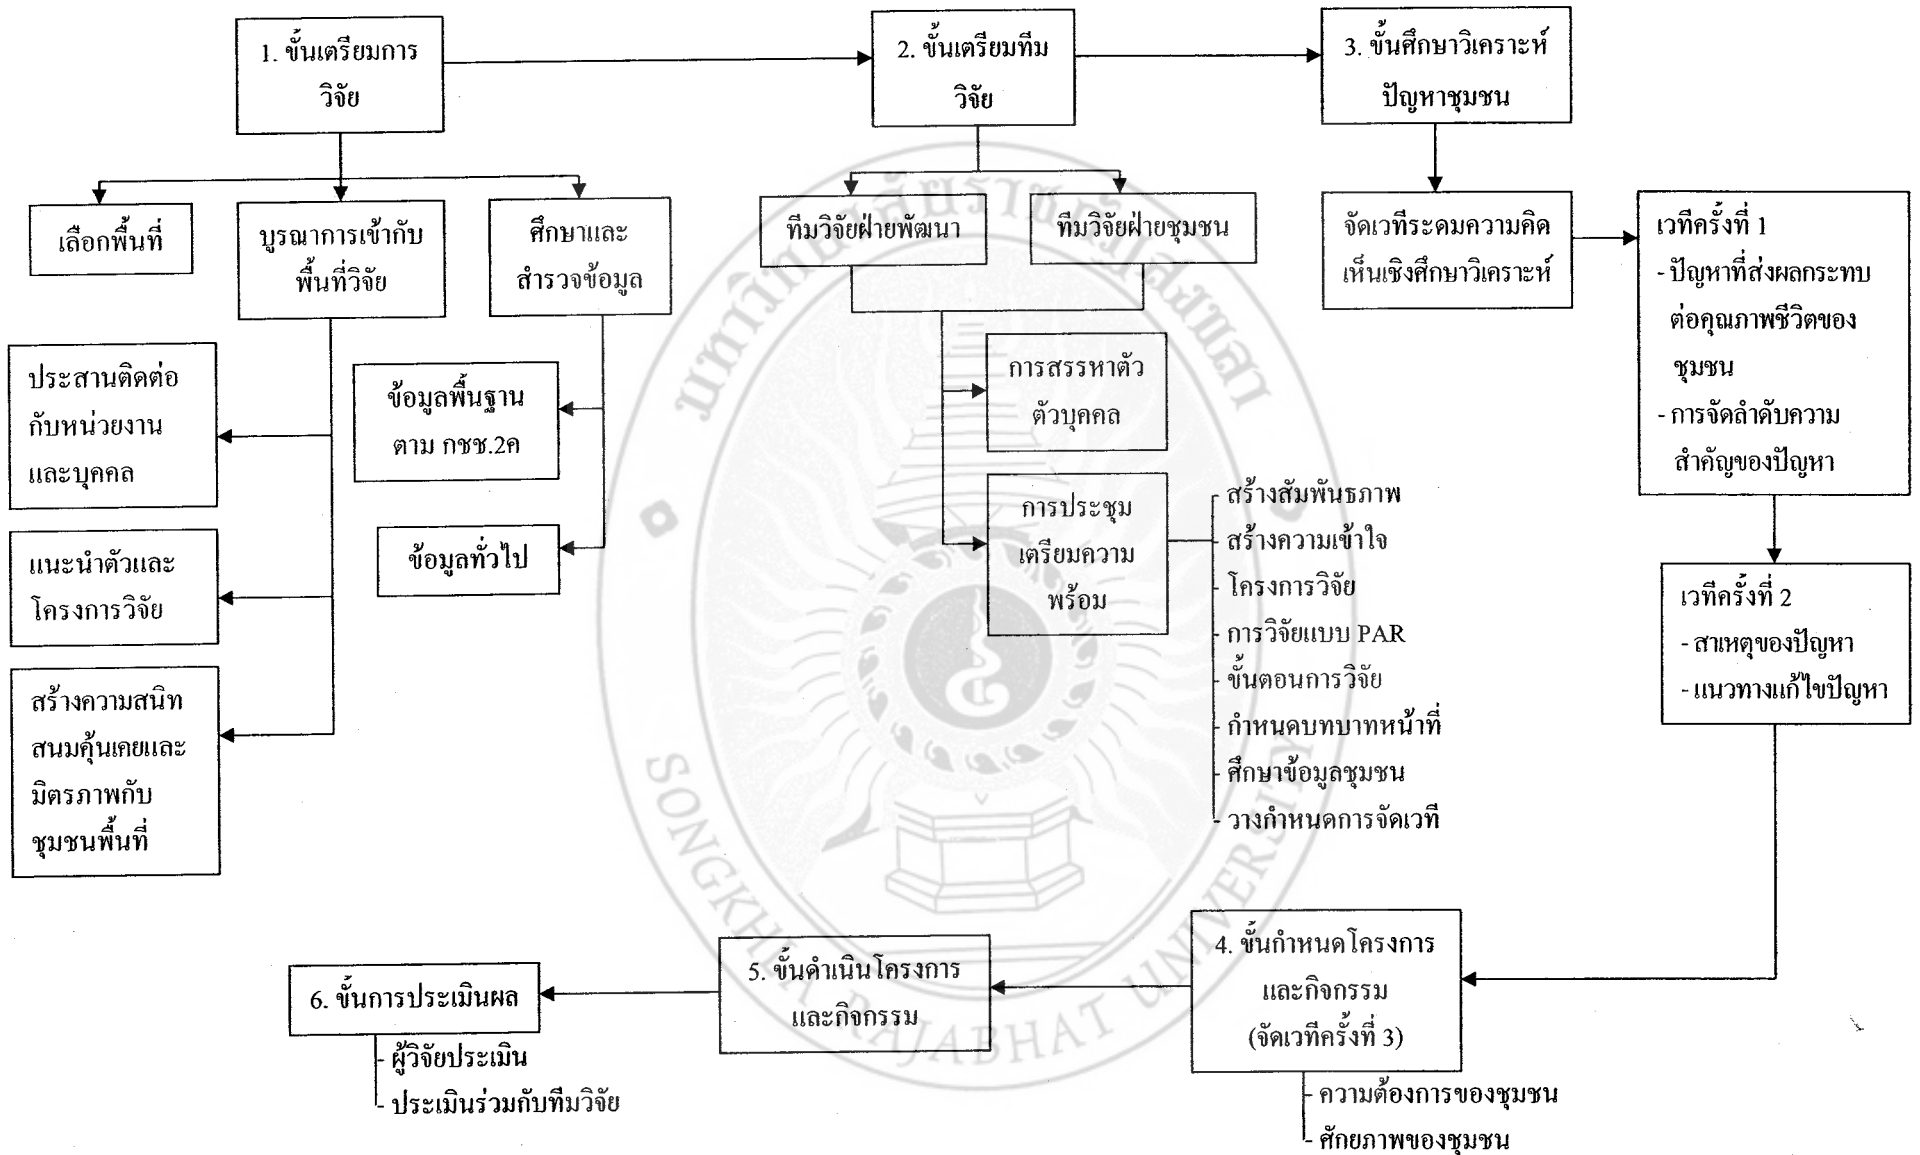 1. ขั้นเตรียมการ
วิจัย
2. ขั้นเตรียมทีม
วิจัย
3. ขั้นศึกษาวิเคราะห์
ปัญหาชุมชน
เลือกพื้นที่
บูรณาการเข้ากับ
พื้นที่วิจัย
ศึกษาและ
สำรวจข้อมูล
ทีมวิจัยฝ่ายพัฒนา
ทีมวิจัยฝ่ายชุมชน
จัดเวทีระดมความคิด
เห็นเชิงศึกษาวิเคราะห์
เวทีครั้งที่ 1
- ปัญหาที่ส่งผลกระทบ
ต่อคุณภาพชีวิตของ
ชุมชน
- การจัดลำดับความ
สำคัญของปัญหา
ประสานติดต่อ
กับหน่วยงาน
และบุคคล
ข้อมูลพื้นฐาน
ตาม กชช.2ค
การสรรหาตัว
ตัวบุคคล
แนะนำตัวและ
โครงการวิจัย
ข้อมูลทั่วไป
การประชุม
เตรียมความ
พร้อม
- สร้างสัมพันธภาพ
- สร้างความเข้าใจ
- โครงการวิจัย
- การวิจัยแบบ PAR
- ขั้นตอนการวิจัย
- กำหนดบทบาทหน้าที่
- ศึกษาข้อมูลชุมชน
- วางกำหนดการจัดเวที
เวทีครั้งที่ 2
- สาเหตุของปัญหา
- แนวทางแก้ไขปัญหา
สร้างความสนิท
สนมคุ้นเคยและ
มิตรภาพกับ
ชุมชนพื้นที่
4. ขั้นกำหนดโครงการ
และกิจกรรม
(จัดเวทีครั้งที่ 3)
- ความต้องการของชุมชน
- ศักยภาพของชุมชน
5. ขั้นดำเนินโครงการ
และกิจกรรม
6. ขั้นการประเมินผล
- ผู้วิจัยประเมิน
- ประเมินร่วมกับทีมวิจัย
มหาวิทยาลัยราชภัฏสงขลา
SONGKHLA RAJABHAT UNIVERSITY